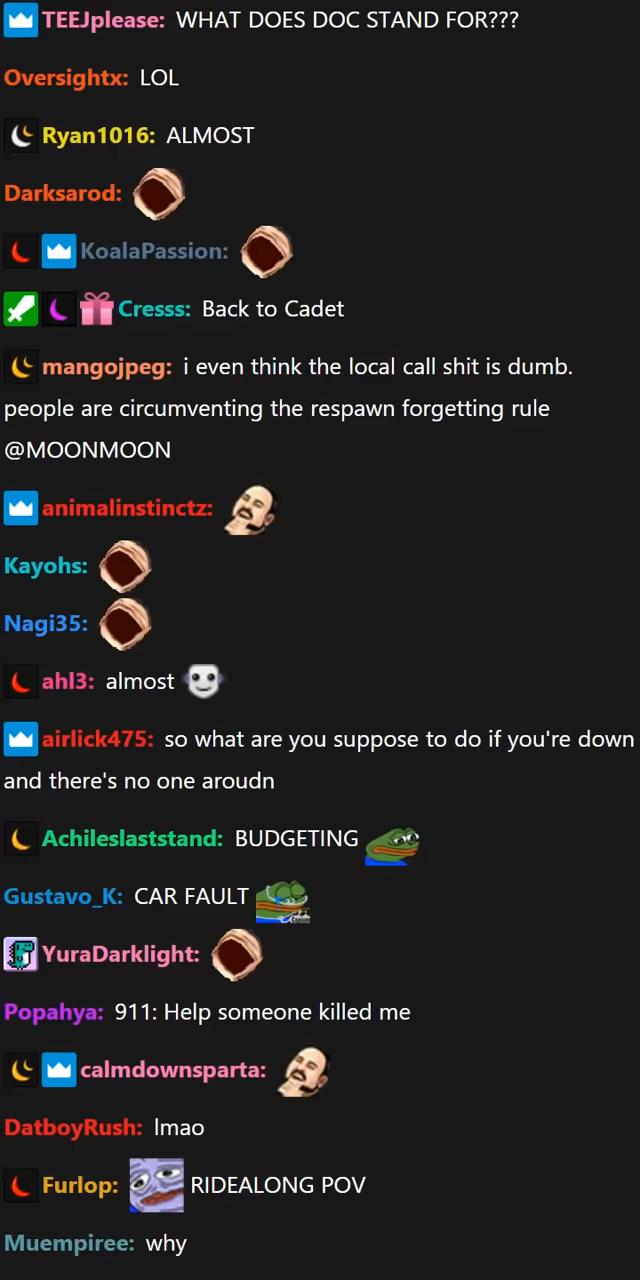 TEEJplease: WHAT DOES DOC STAND FOR???
Oversightx: LOL
Ryan1016: ALMOST
Darksarod:
KoalaPassion:
Cresss: Back to Cadet
mangojpeg: i even think the local call shit is dumb.
people are circumventing the respawn forgetting rule
@MOONMOON
animalinstinctz:
Kayohs:
Nagi35:
ahl3: almost
airlick475: so what are you suppose to do if you're down
and there's no one aroudn
Achileslaststand: BUDGETING
Gustavo_K: CAR FAULT
YuraDarklight:
Popahya: 911: Help someone killed me
calmdownsparta:
DatboyRush: lmao
Furlop: RIDEALONG POV
Muempiree: why